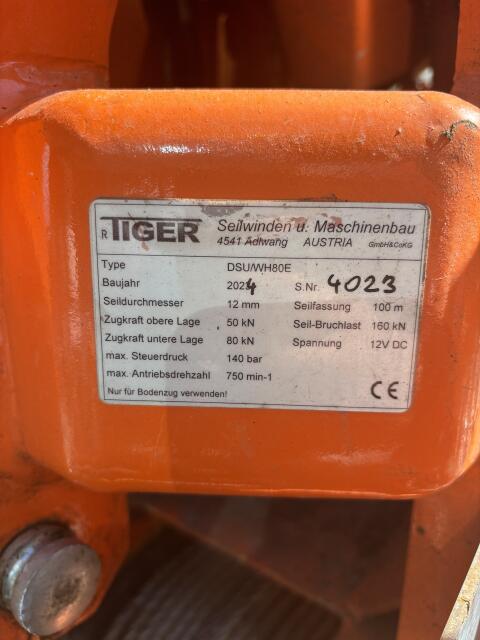 R TIGER Seilwinden u. Maschinenbau
4541 Adlwang AUSTRIA GmbH&CoKG
Type DSU/WH80E
Baujahr 2024 S.Nr. 4023
Seildurchmesser 12 mm Seilfassung 100 m
Zugkraft obere Lage 50 kN Seil-Bruchlast 160 kN
Zugkraft untere Lage 80 kN Spannung 12V DC
max. Steuerdruck 140 bar
max. Antriebsdrehzahl 750 min-1
Nur für Bodenzug verwenden! CE